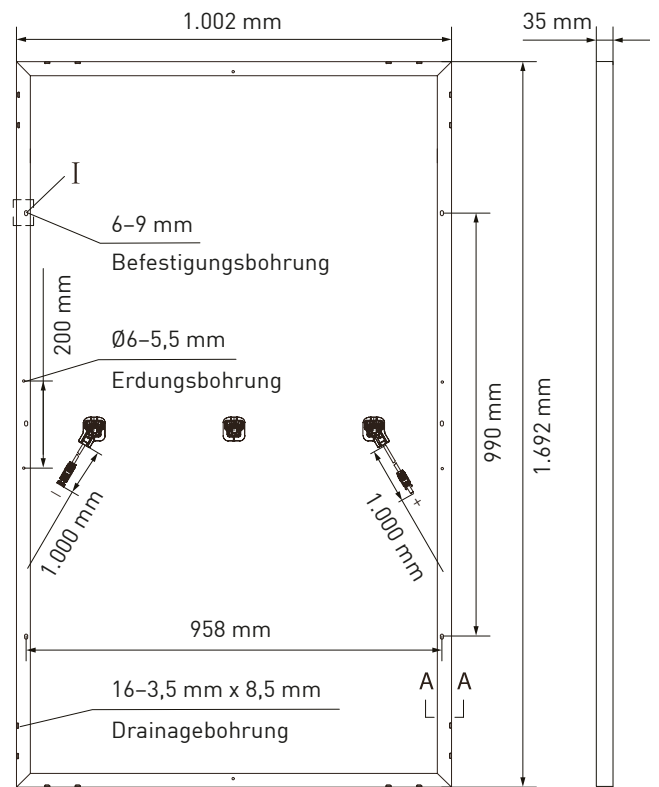 1.002 mm
35 mm
I
6–9 mm
Befestigungsbohrung
200 mm
Ø6–5,5 mm
Erdungsbohrung
990 mm
1.692 mm
–
+
1.000 mm
1.000 mm
958 mm
16–3,5 mm x 8,5 mm
A A
Drainagebohrung